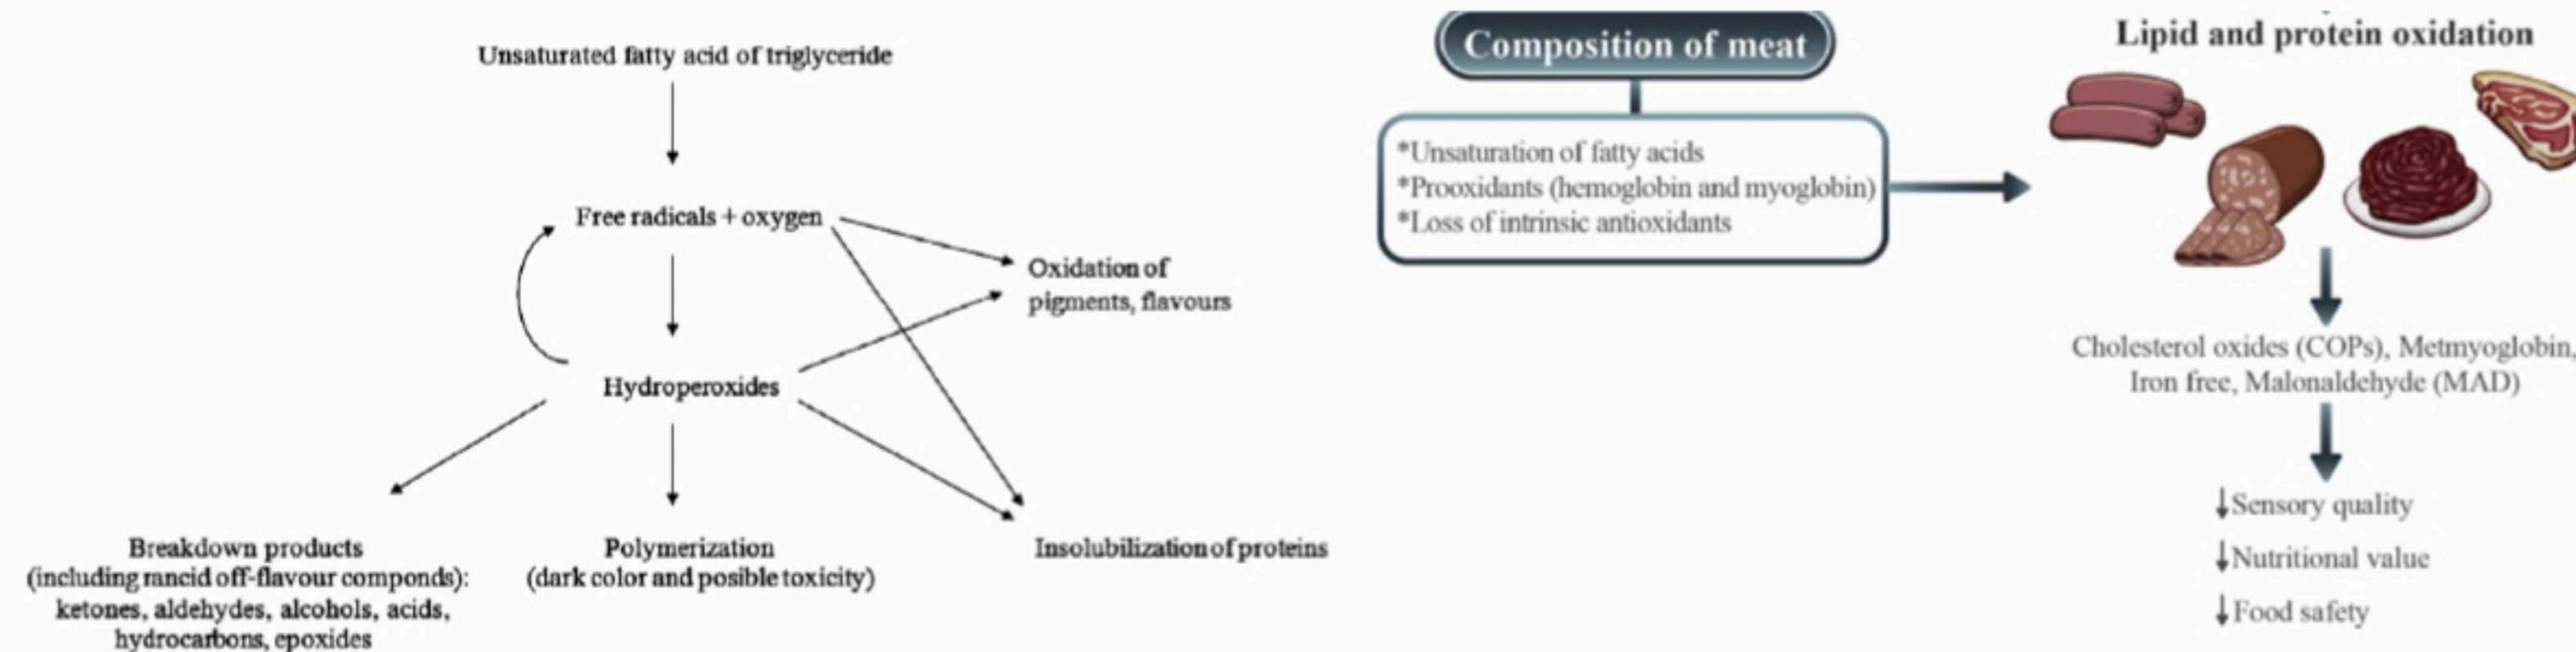 Unsaturated fatty acid of triglyceride
Free radicals + oxygen
Oxidation of
pigments, flavours
Hydroperoxides
Breakdown products
(including rancid off-flavour componds):
ketones, aldehydes, alcohols, acids,
hydrocarbons, epoxides
Polymerization
(dark color and posible toxicity)
Insolubilization of proteins
Composition of meat
*Unsaturation of fatty acids
*Prooxidants (hemoglobin and myoglobin)
*Loss of intrinsic antioxidants
Lipid and protein oxidation
Cholesterol oxides (COPs), Metmyoglobin,
Iron free, Malonaldehyde (MAD)
↓Sensory quality
↓Nutritional value
↓Food safety